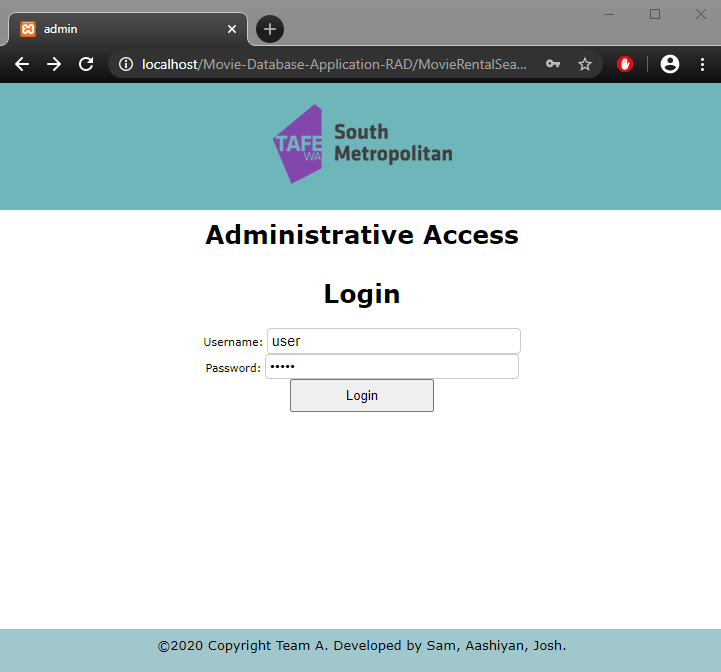 admin
localhost/Movie-Database-Application-RAD/MovieRentalSea...
TAFE
WA
South
Metropolitan
Administrative Access
Login
Username: user
Password: •••••
Login
©2020 Copyright Team A. Developed by Sam, Aashiyan, Josh.